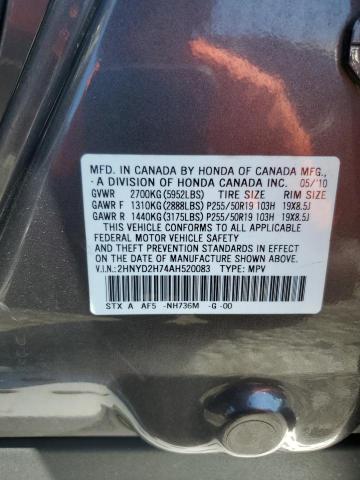 MFD. IN CANADA BY HONDA OF CANADA MFG.,
- A DIVISION OF HONDA CANADA INC. 05/'10
GVWR 2700KG(5952LBS) TIRE SIZE RIM SIZE
GAWR F 1310KG(2888LBS) P255/50R19 103H 19X8.5J
GAWR R 1440KG(3175LBS) P255/50R19 103H 19X8.5J
THIS VEHICLE CONFORMS TO ALL APPLICABLE
FEDERAL MOTOR VEHICLE SAFETY, BUMPER,
AND THEFT PREVENTION STANDARDS IN EFFECT ON
THE DATE OF MANUFACTURE SHOWN ABOVE.
V.I.N.: 2HNYD2H74AH520083 TYPE: MPV
STX A AF5 -NH736M -G -00